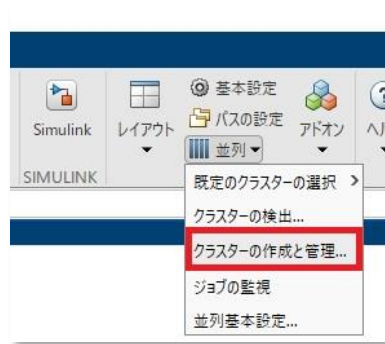 Simulink
レイアウト
基本設定
パスの設定
並列
アドオン
SIMULINK
既定のクラスターの選択
クラスターの検出...
クラスターの作成と管理...
ジョブの監視
並列基本設定...